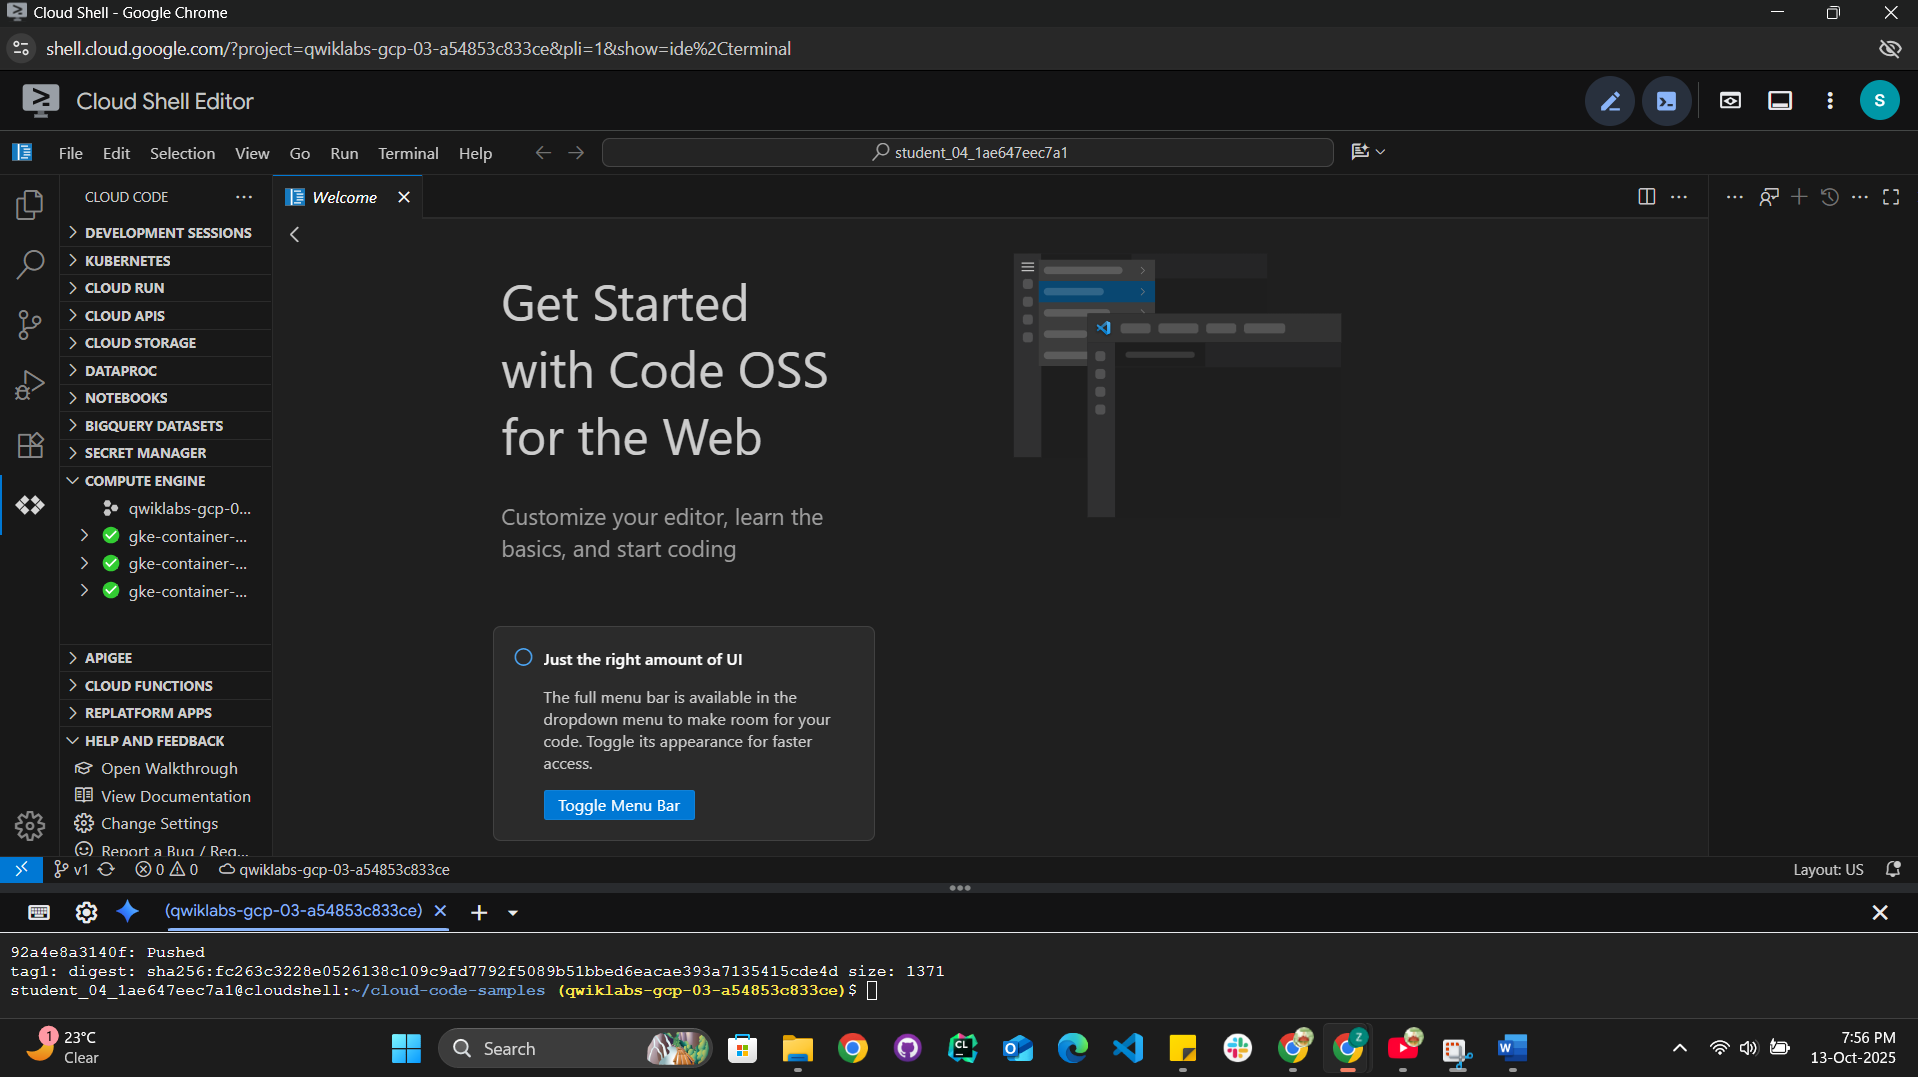 Cloud Shell - Google Chrome
shell.cloud.google.com/?project=qwiklabs-gcp-03-a54853c833ce&pli=1&show=ide%2Cterminal
Cloud Shell Editor
S
File Edit Selection View Go Run Terminal Help
student_04_1ae647eec7a1
CLOUD CODE
Welcome
DEVELOPMENT SESSIONS
KUBERNETES
CLOUD RUN
CLOUD APIS
CLOUD STORAGE
DATAPROC
NOTEBOOKS
BIGQUERY DATASETS
SECRET MANAGER
COMPUTE ENGINE
qwiklabs-gcp-0...
gke-container-...
gke-container-...
gke-container-...
APIGEE
CLOUD FUNCTIONS
REPLATFORM APPS
HELP AND FEEDBACK
Open Walkthrough
View Documentation
Change Settings
Report a Bug / Req...
Get Started
with Code OSS
for the Web
Customize your editor, learn the
basics, and start coding
Just the right amount of UI
The full menu bar is available in the
dropdown menu to make room for your
code. Toggle its appearance for faster
access.
Toggle Menu Bar
v1 0 0 qwiklabs-gcp-03-a54853c833ce
Layout: US
(qwiklabs-gcp-03-a54853c833ce)
92a4e8a3140f: Pushed
tag1: digest: sha256:fc263c3228e0526138c109c9ad7792f5089b51bbed6eacae393a7135415cde4d size: 1371
student_04_1ae647eec7a1@cloudshell:~/cloud-code-samples (qwiklabs-gcp-03-a54853c833ce)$
1
23°C
Clear
Search
CL
Z
W
7:56 PM
13-Oct-2025